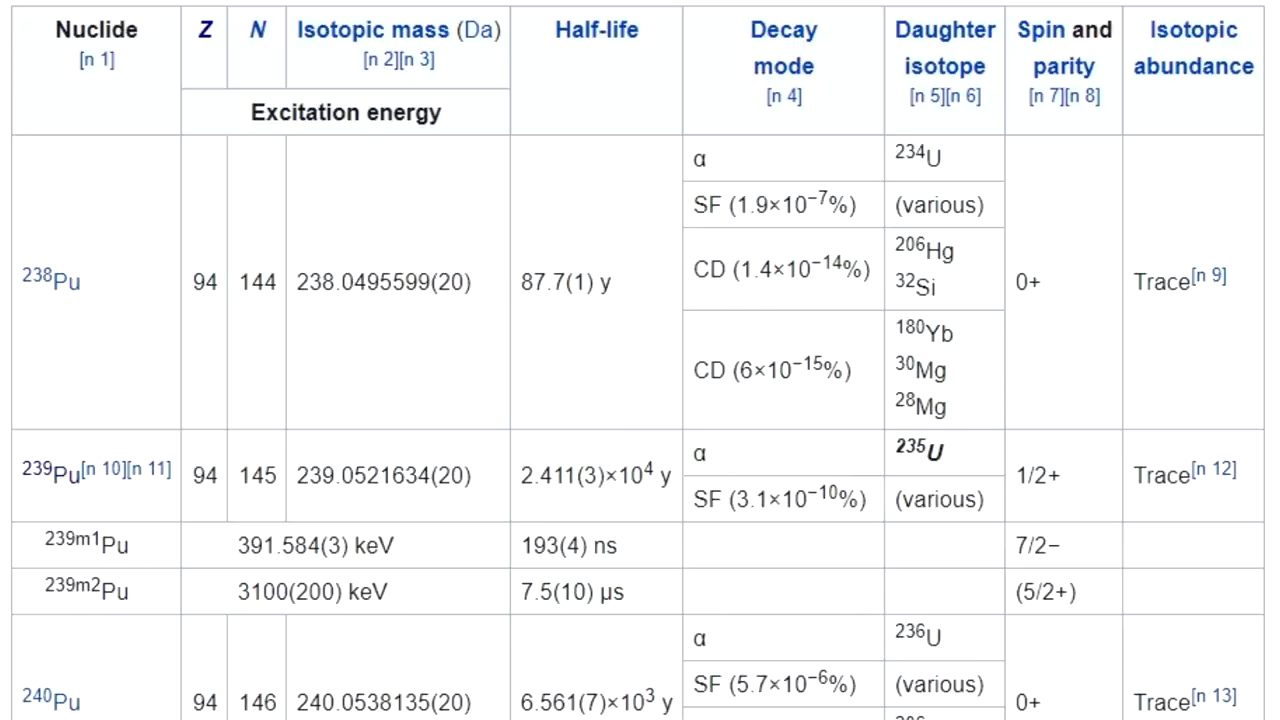 Nuclide Z N Isotopic mass (Da) Half-life Decay Daughter Spin and Isotopic
[n 1] [n 2][n 3] mode isotope parity abundance
[n 4] [n 5][n 6] [n 7][n 8]
Excitation energy
²³⁸Pu 94 144 238.0495599(20) 87.7(1) y α ²³⁴U 0+ Trace[n 9]
SF (1.9×10⁻⁷%) (various)
CD (1.4×10⁻¹⁴%) ²⁰⁶Hg
³²Si
CD (6×10⁻¹⁵%) ¹⁸⁰Yb
³⁰Mg
²⁸Mg
²³⁹Pu[n 10][n 11] 94 145 239.0521634(20) 2.411(3)×10⁴ y α ²³⁵U 1/2+ Trace[n 12]
SF (3.1×10⁻¹⁰%) (various)
²³⁹ᵐ¹Pu 391.584(3) keV 193(4) ns 7/2−
²³⁹ᵐ²Pu 3100(200) keV 7.5(10) μs (5/2+)
²⁴⁰Pu 94 146 240.0538135(20) 6.561(7)×10³ y α ²³⁶U 0+ Trace[n 13]
SF (5.7×10⁻⁶%) (various)